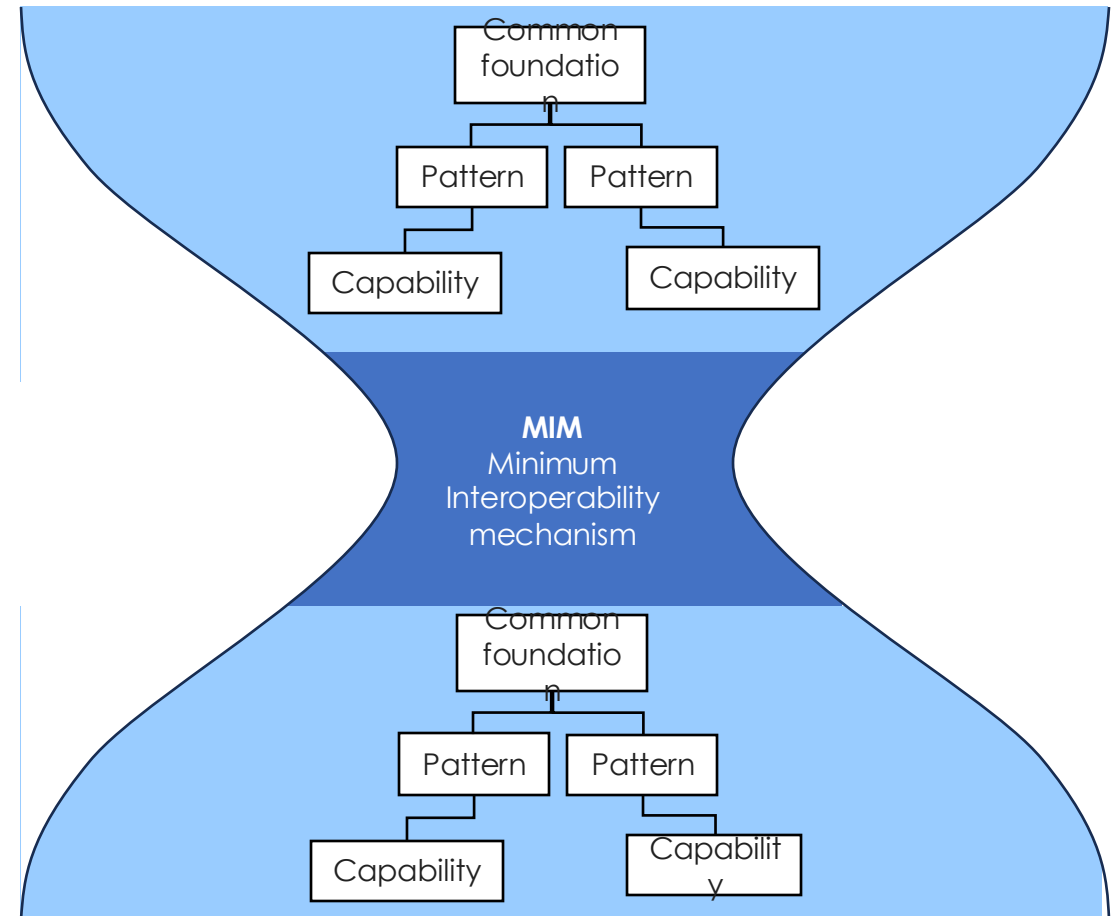 Common
foundatio
n
Pattern
Pattern
Capability
Capability
MIM
Minimum
Interoperability
mechanism
Common
foundatio
n
Pattern
Pattern
Capability
Capabilit
y